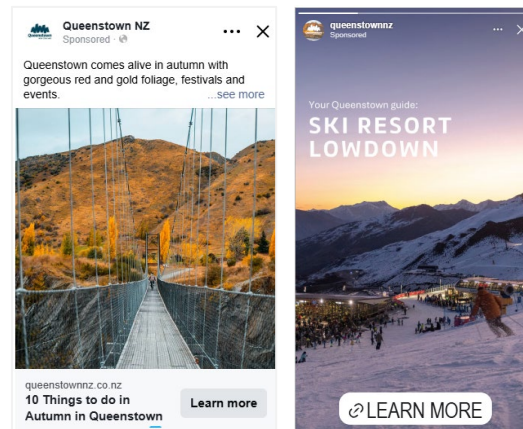 Queenstown NZ
Sponsored ·
Queenstown comes alive in autumn with
gorgeous red and gold foliage, festivals and
events. ...see more
queenstownnz.co.nz
10 Things to do in
Autumn in Queenstown
Learn more
queenstownnz
Sponsored
Your Queenstown guide:
SKI RESORT
LOWDOWN
LEARN MORE